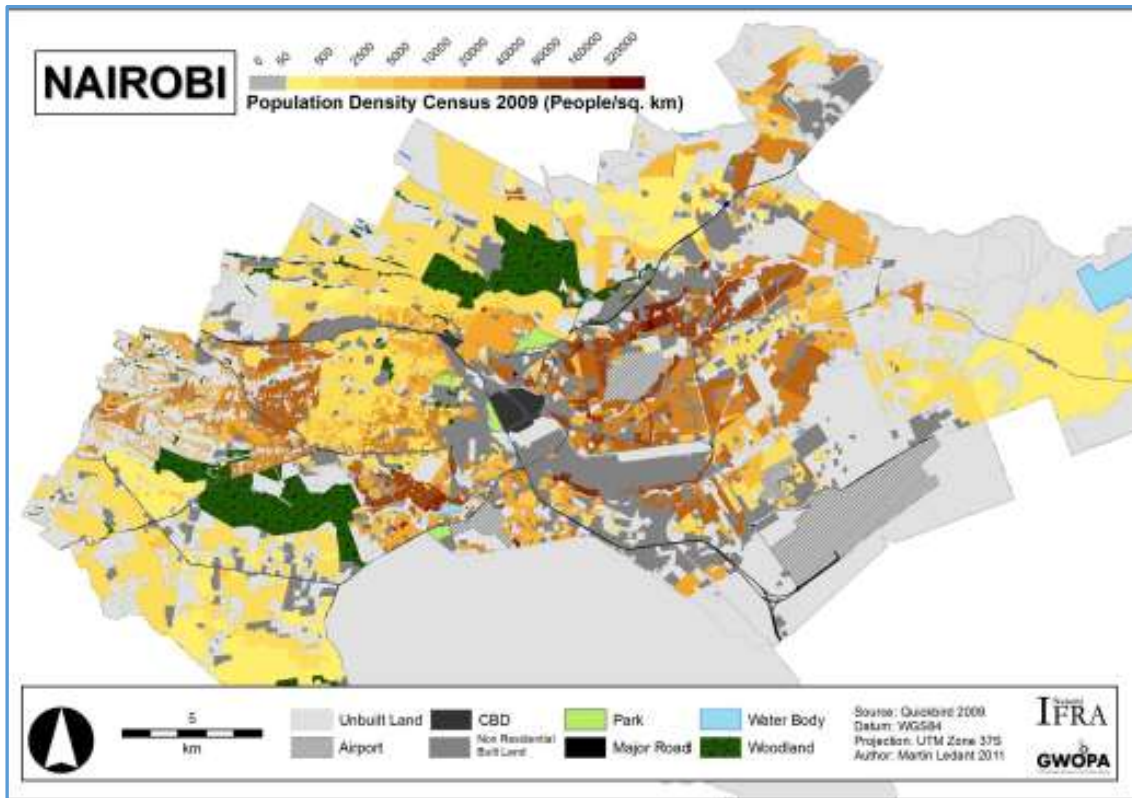 NAIROBI
0 50 500 2500 5000 10000 20000 40000 80000 160000 320000
Population Density Census 2009 (People/sq. km)
5
km
Unbuilt Land
CBD
Park
Water Body
Airport
Non Residential
Built Land
Major Road
Woodland
Source: Quickbird 2009
Datum: WGS84
Projection: UTM Zone 37S
Author: Martin Ledant 2011
Nairobi
IFRA
GWOPA